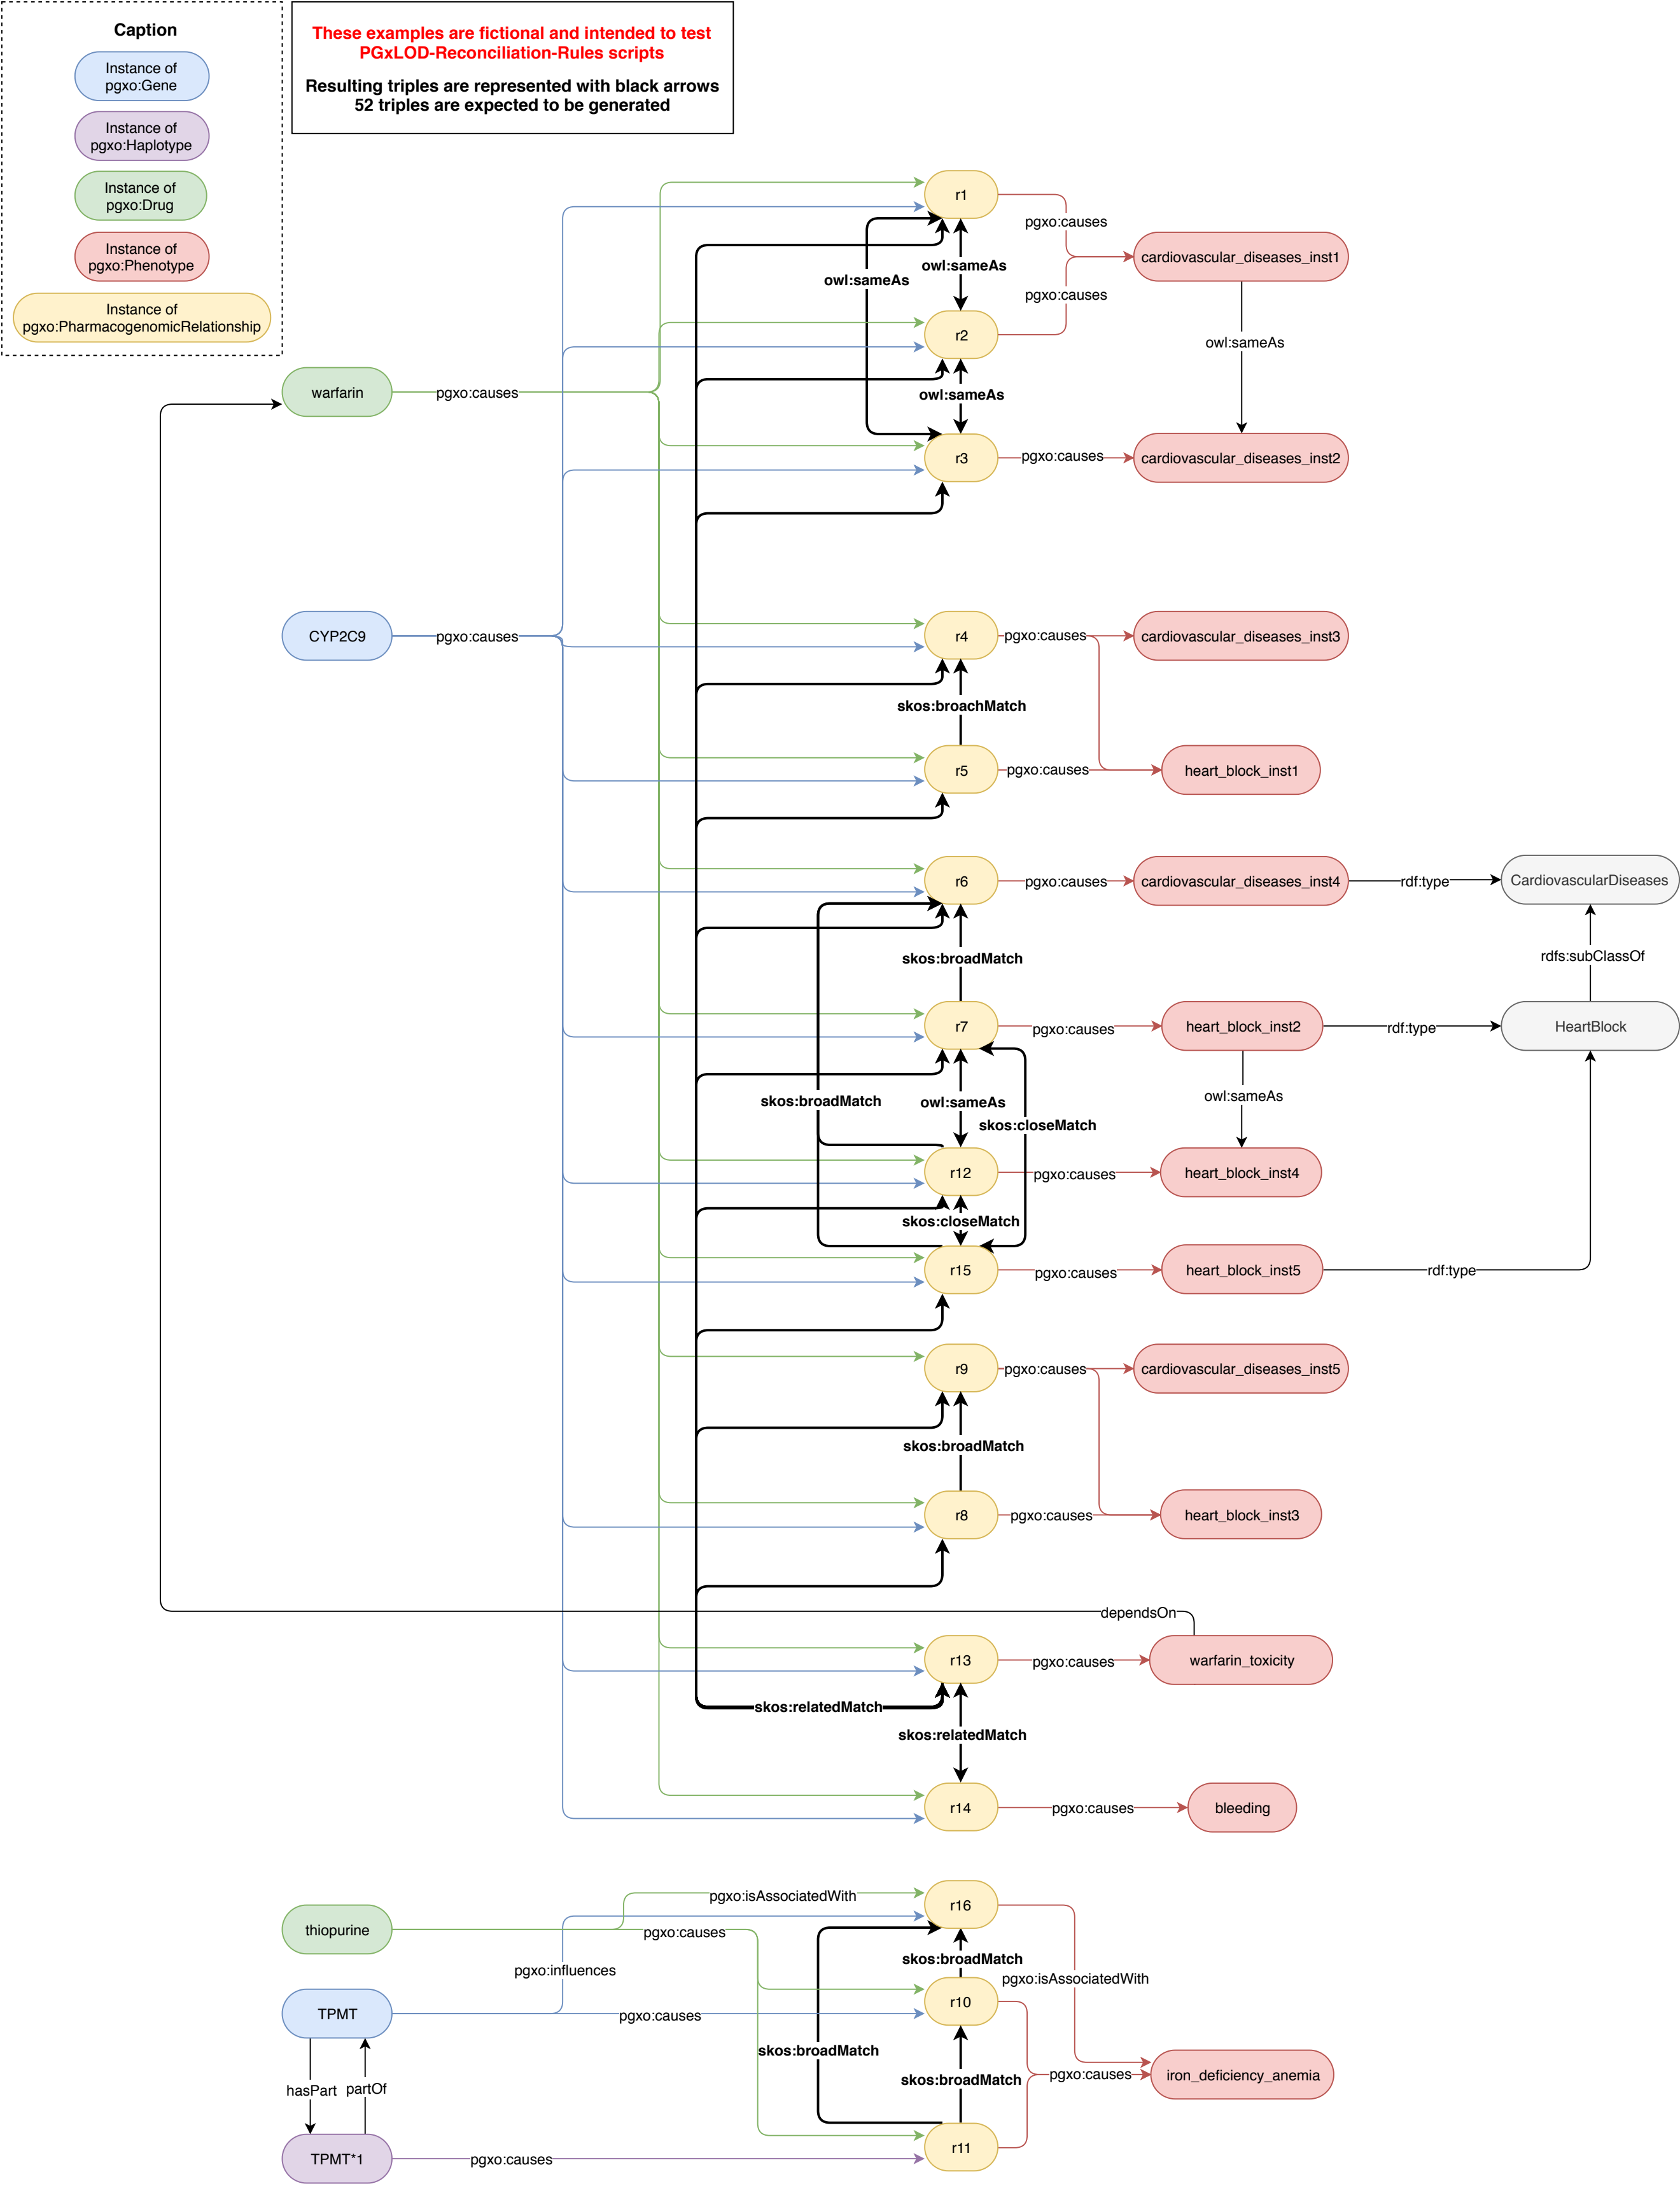 Caption
Instance of
pgxo:Gene
Instance of
pgxo:Haplotype
Instance of
pgxo:Drug
Instance of
pgxo:Phenotype
Instance of
pgxo:PharmacogenomicRelationship
These examples are fictional and intended to test
PGxLOD-Reconciliation-Rules scripts
Resulting triples are represented with black arrows
52 triples are expected to be generated
r1
pgxo:causes
cardiovascular_diseases_inst1
owl:sameAs
owl:sameAs
pgxo:causes
r2
owl:sameAs
warfarin
pgxo:causes
owl:sameAs
r3
pgxo:causes
cardiovascular_diseases_inst2
CYP2C9
pgxo:causes
r4
pgxo:causes
cardiovascular_diseases_inst3
skos:broachMatch
r5
pgxo:causes
heart_block_inst1
r6
pgxo:causes
cardiovascular_diseases_inst4
rdf:type
CardiovascularDiseases
skos:broadMatch
rdfs:subClassOf
r7
pgxo:causes
heart_block_inst2
rdf:type
HeartBlock
skos:broadMatch
owl:sameAs
owl:sameAs
skos:closeMatch
r12
pgxo:causes
heart_block_inst4
skos:closeMatch
r15
pgxo:causes
heart_block_inst5
rdf:type
r9
pgxo:causes
cardiovascular_diseases_inst5
skos:broadMatch
r8
pgxo:causes
heart_block_inst3
dependsOn
r13
pgxo:causes
warfarin_toxicity
skos:relatedMatch
skos:relatedMatch
r14
pgxo:causes
bleeding
pgxo:isAssociatedWith
r16
thiopurine
pgxo:causes
skos:broadMatch
pgxo:influences
pgxo:isAssociatedWith
r10
TPMT
pgxo:causes
skos:broadMatch
pgxo:causes
iron_deficiency_anemia
skos:broadMatch
hasPart
partOf
r11
TPMT*1
pgxo:causes